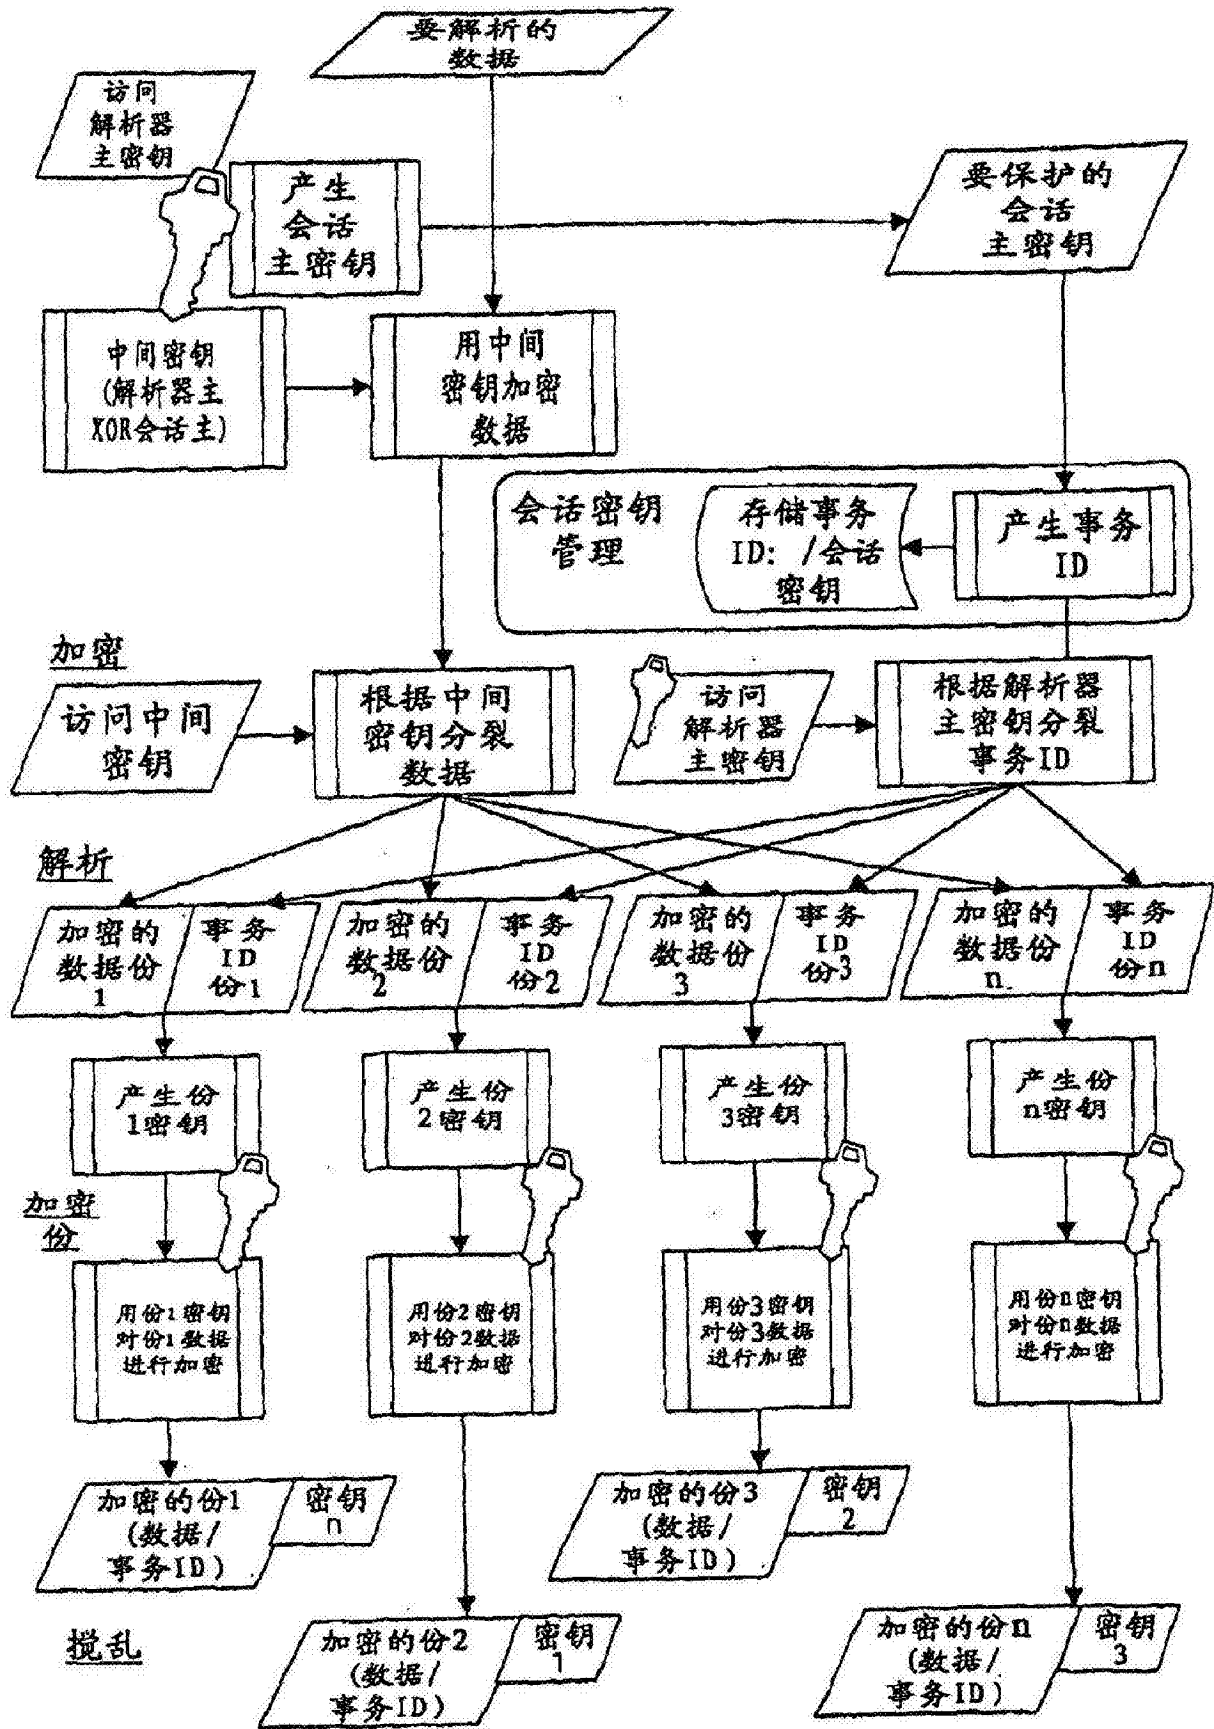 要解析的
数据
访问
解析器
主密钥
产生
会话
主密钥
要保护的
会话
主密钥
中间密钥
(解析器主
XOR会话主)
用中间
密钥加密
数据
会话密钥
管理
存储事务
ID: /会话
密钥
产生事务
ID
加密
访问中间
密钥
根据中间
密钥分裂
数据
访问
解析器
主密钥
根据解析器
主密钥分裂
事务ID
解析
加密的
数据份
1
事务
ID
份1
加密的
数据份
2
事务
ID
份2
加密的
数据份
3
事务
ID
份3
加密的
数据份
n
事务
ID
份n
产生份
1密钥
产生份
2密钥
产生份
3密钥
产生份
n密钥
加密
份
用份1密钥
对份1数据
进行加密
用份2密钥
对份2数据
进行加密
用份3密钥
对份3数据
进行加密
用份n密钥
对份n数据
进行加密
加密的份1
(数据/
事务ID)
密钥
n
加密的份3
(数据/
事务ID)
密钥
2
搅乱
加密的份2
(数据/
事务ID)
密钥
1
加密的份n
(数据/
事务ID)
密钥
3